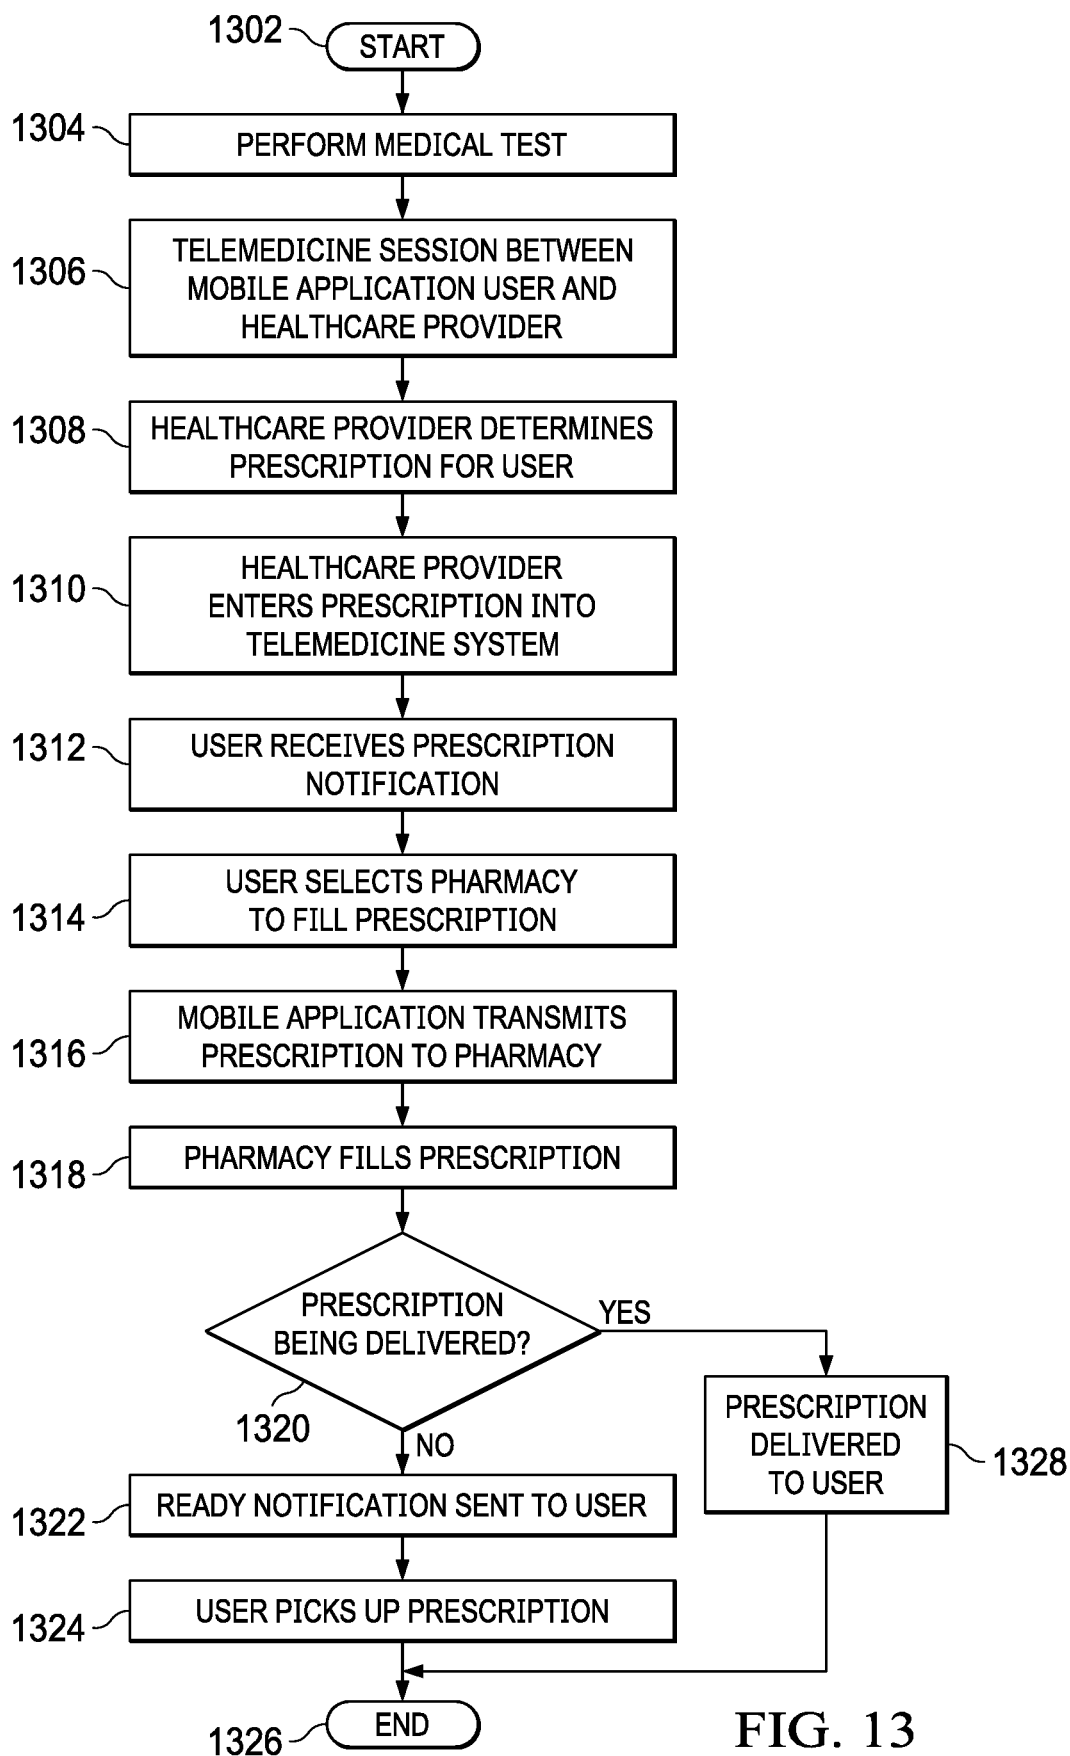 1302
START
1304
PERFORM MEDICAL TEST
1306
TELEMEDICINE SESSION BETWEEN
MOBILE APPLICATION USER AND
HEALTHCARE PROVIDER
1308
HEALTHCARE PROVIDER DETERMINES
PRESCRIPTION FOR USER
1310
HEALTHCARE PROVIDER
ENTERS PRESCRIPTION INTO
TELEMEDICINE SYSTEM
1312
USER RECEIVES PRESCRIPTION
NOTIFICATION
1314
USER SELECTS PHARMACY
TO FILL PRESCRIPTION
1316
MOBILE APPLICATION TRANSMITS
PRESCRIPTION TO PHARMACY
1318
PHARMACY FILLS PRESCRIPTION
PRESCRIPTION
BEING DELIVERED?
1320
YES
NO
PRESCRIPTION
DELIVERED
TO USER
1328
1322
READY NOTIFICATION SENT TO USER
1324
USER PICKS UP PRESCRIPTION
1326
END
FIG. 13